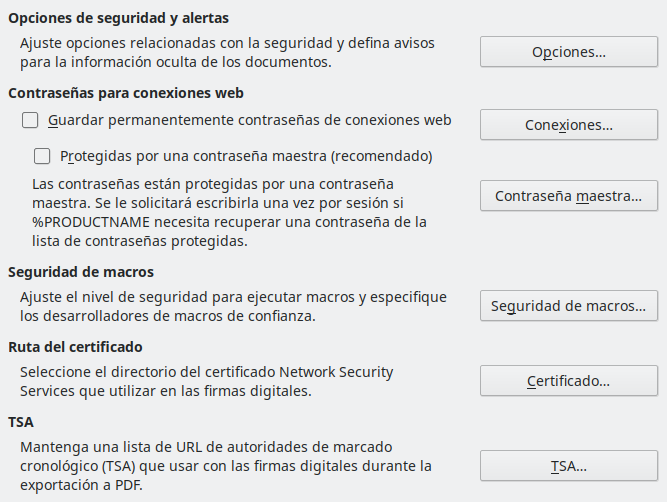 Opciones de seguridad y alertas
Ajuste opciones relacionadas con la seguridad y defina avisos
para la información oculta de los documentos.
Opciones...
Contraseñas para conexiones web
Guardar permanentemente contraseñas de conexiones web
Conexiones...
Protegidas por una contraseña maestra (recomendado)
Las contraseñas están protegidas por una contraseña
maestra. Se le solicitará escribirla una vez por sesión si
%PRODUCTNAME necesita recuperar una contraseña de la
lista de contraseñas protegidas.
Contraseña maestra...
Seguridad de macros
Ajuste el nivel de seguridad para ejecutar macros y especifique
los desarrolladores de macros de confianza.
Seguridad de macros...
Ruta del certificado
Seleccione el directorio del certificado Network Security
Services que utilizar en las firmas digitales.
Certificado...
TSA
Mantenga una lista de URL de autoridades de marcado
cronológico (TSA) que usar con las firmas digitales durante la
exportación a PDF.
TSA...